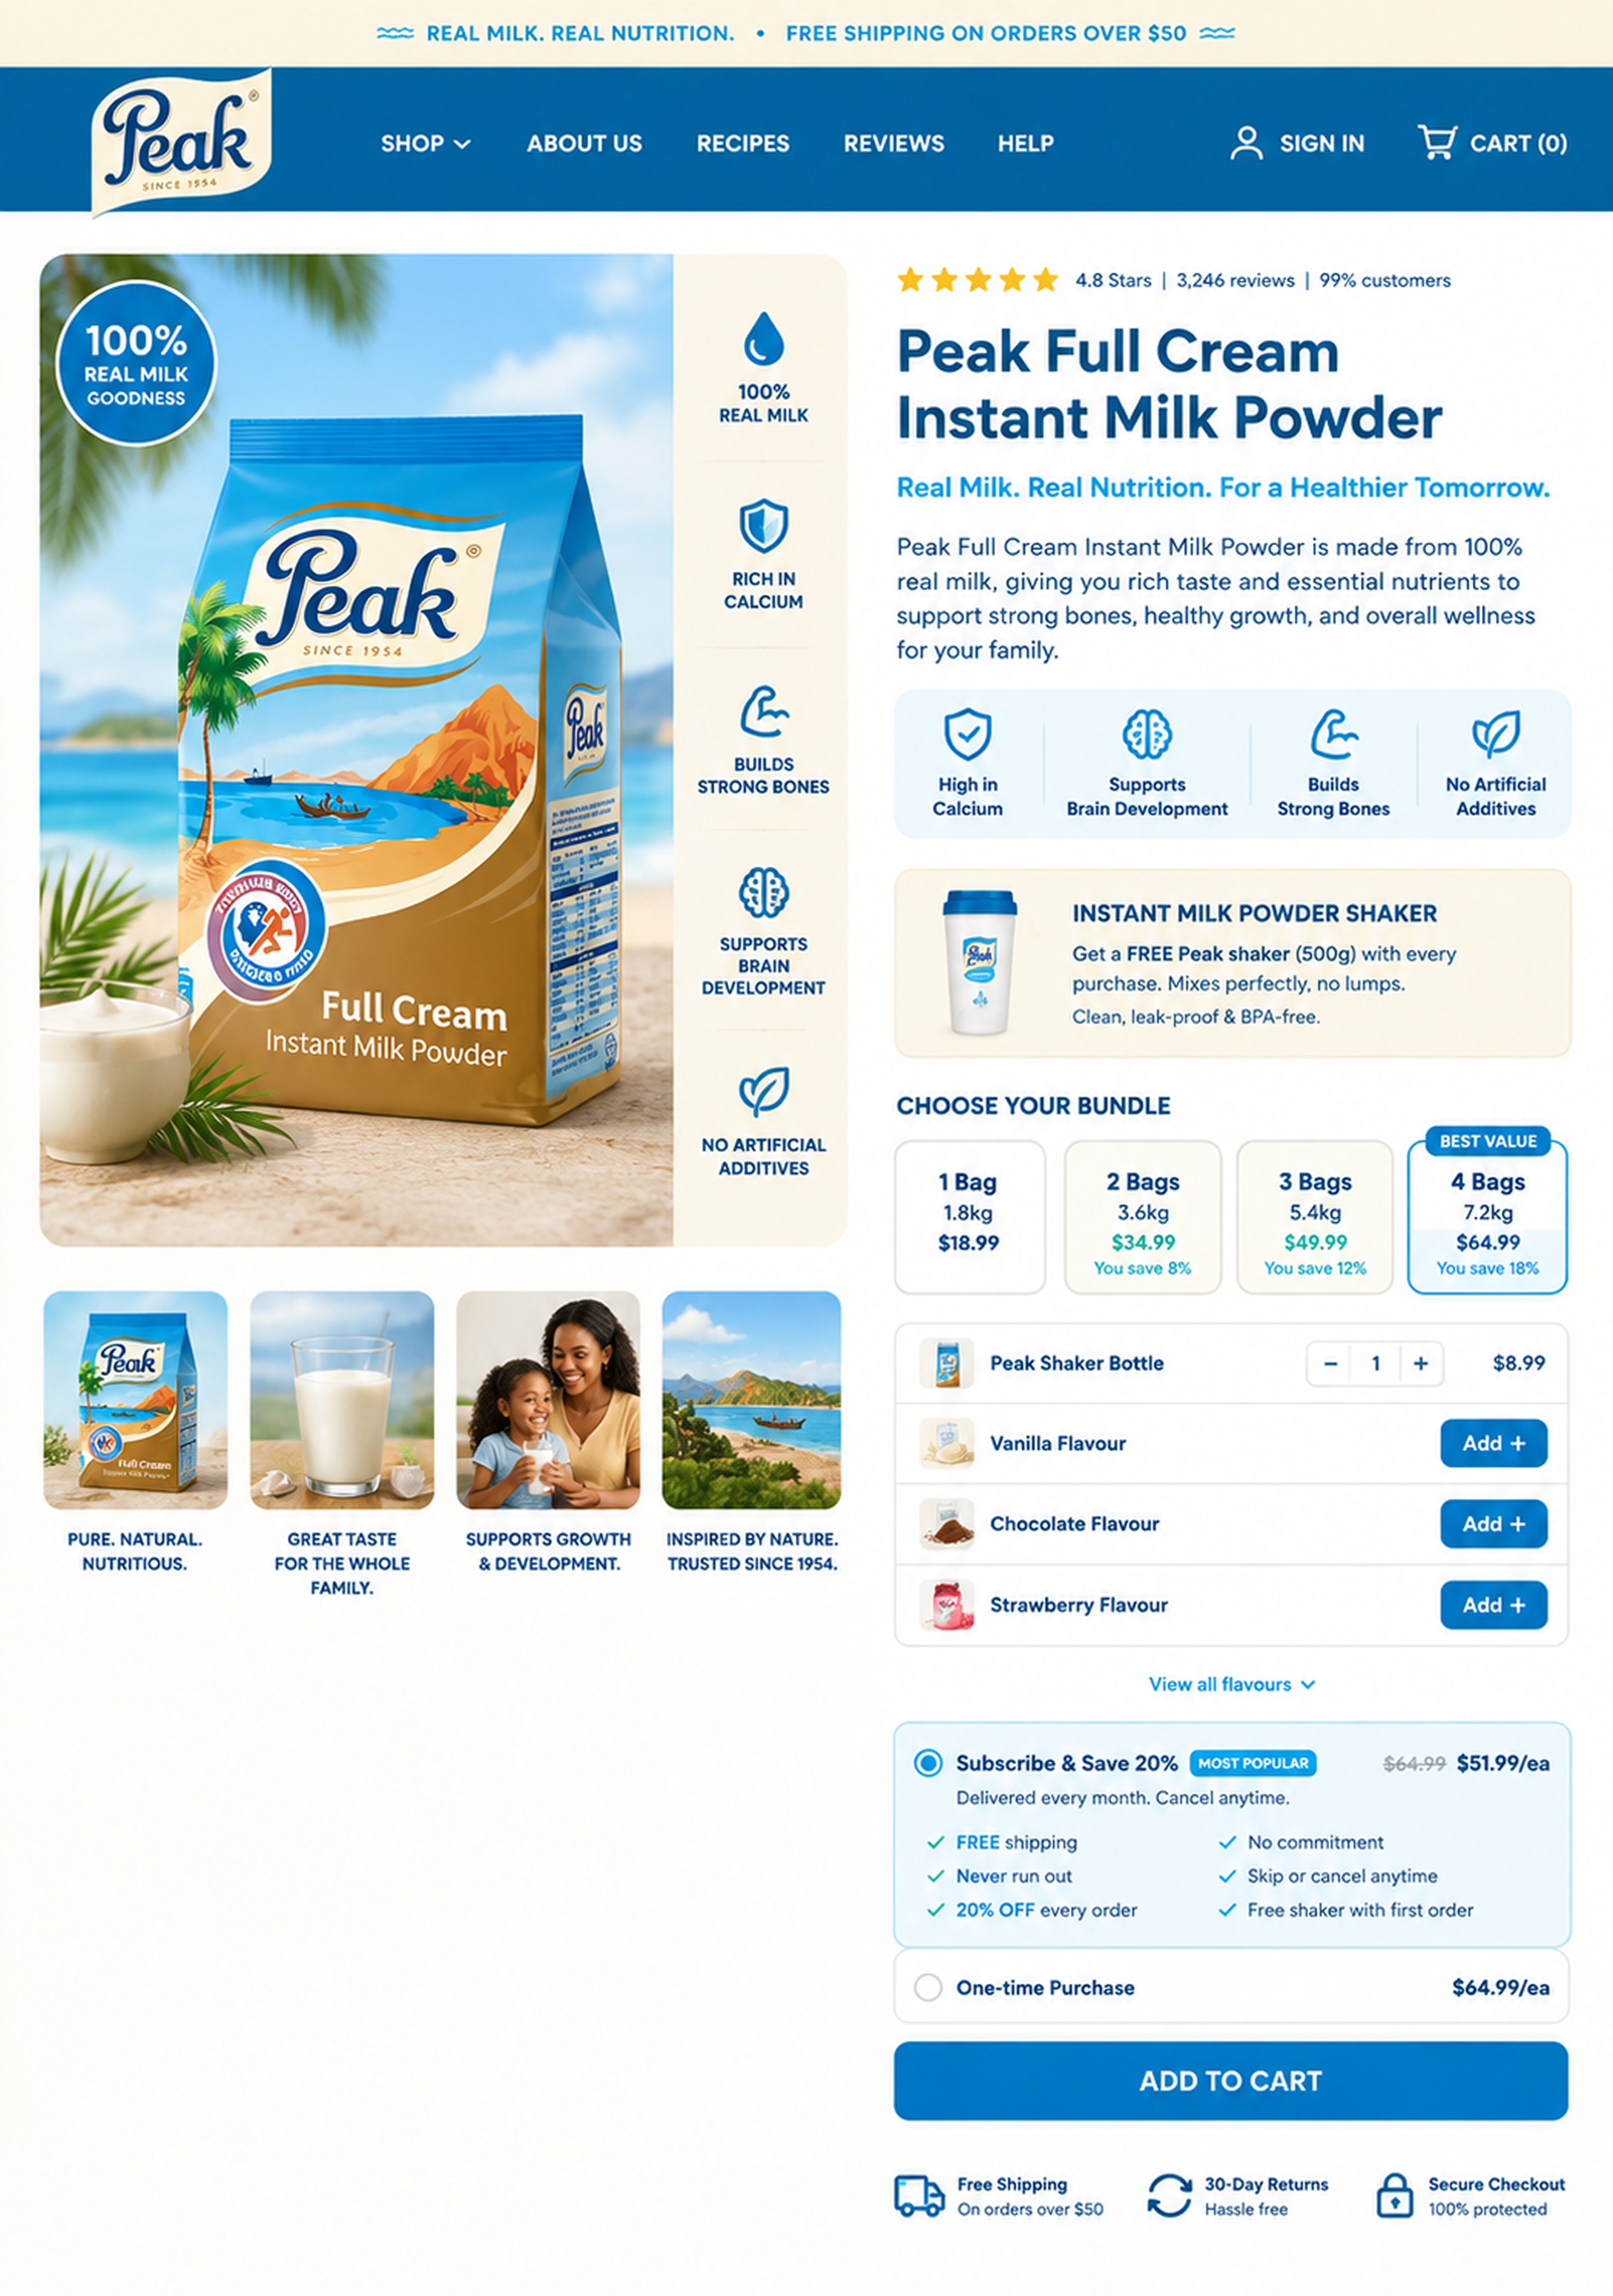 REAL MILK. REAL NUTRITION. • FREE SHIPPING ON ORDERS OVER $50
Peak®
SINCE 1954
SHOP
ABOUT US
RECIPES
REVIEWS
HELP
SIGN IN
CART (0)
100%
REAL MILK
GOODNESS
Peak®
SINCE 1954
Peak
Full Cream
Instant Milk Powder
100%
REAL MILK
RICH IN
CALCIUM
BUILDS
STRONG BONES
SUPPORTS
BRAIN
DEVELOPMENT
NO ARTIFICIAL
ADDITIVES
Peak
Full Cream
PURE. NATURAL.
NUTRITIOUS.
GREAT TASTE
FOR THE WHOLE
FAMILY.
SUPPORTS GROWTH
& DEVELOPMENT.
INSPIRED BY NATURE.
TRUSTED SINCE 1954.
4.8 Stars | 3,246 reviews | 99% customers
Peak Full Cream
Instant Milk Powder
Real Milk. Real Nutrition. For a Healthier Tomorrow.
Peak Full Cream Instant Milk Powder is made from 100%
real milk, giving you rich taste and essential nutrients to
support strong bones, healthy growth, and overall wellness
for your family.
High in
Calcium
Supports
Brain Development
Builds
Strong Bones
No Artificial
Additives
Peak
INSTANT MILK POWDER SHAKER
Get a FREE Peak shaker (500g) with every
purchase. Mixes perfectly, no lumps.
Clean, leak-proof & BPA-free.
CHOOSE YOUR BUNDLE
1 Bag
1.8kg
$18.99
2 Bags
3.6kg
$34.99
You save 8%
3 Bags
5.4kg
$49.99
You save 12%
BEST VALUE
4 Bags
7.2kg
$64.99
You save 18%
Peak Shaker Bottle − 1 + $8.99
Vanilla Flavour Add +
Chocolate Flavour Add +
Strawberry Flavour Add +
View all flavours
Subscribe & Save 20% MOST POPULAR $64.99 $51.99/ea
Delivered every month. Cancel anytime.
FREE shipping
No commitment
Never run out
Skip or cancel anytime
20% OFF every order
Free shaker with first order
One-time Purchase $64.99/ea
ADD TO CART
Free Shipping
On orders over $50
30-Day Returns
Hassle free
Secure Checkout
100% protected